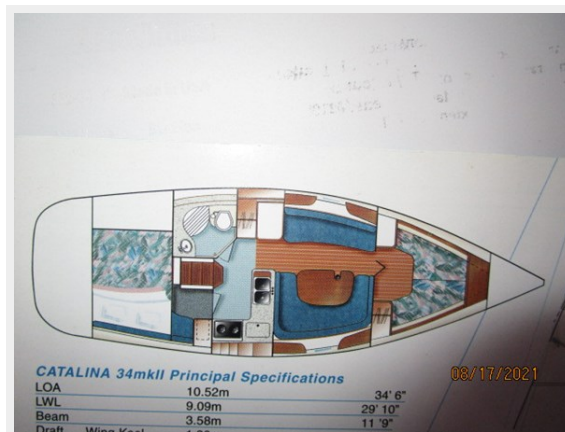 CATALINA 34mkII Principal Specifications
LOA 10.52m 34' 6"
LWL 9.09m 29' 10"
Beam 3.58m 11 '9"
Draft Wing Keel
08/17/2021